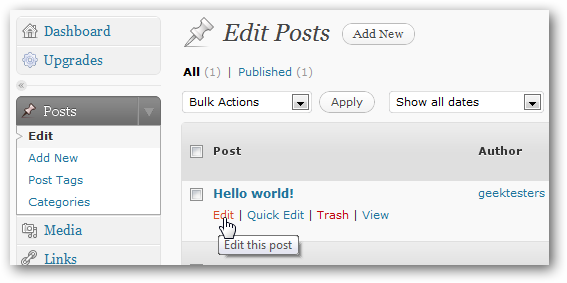 Dashboard
Upgrades
Posts
Edit
Add New
Post Tags
Categories
Media
Links
Edit Posts Add New
All (1) | Published (1)
Bulk Actions Apply Show all dates
Post Author
Hello world! geektesters
Edit | Quick Edit | Trash | View
Edit this post